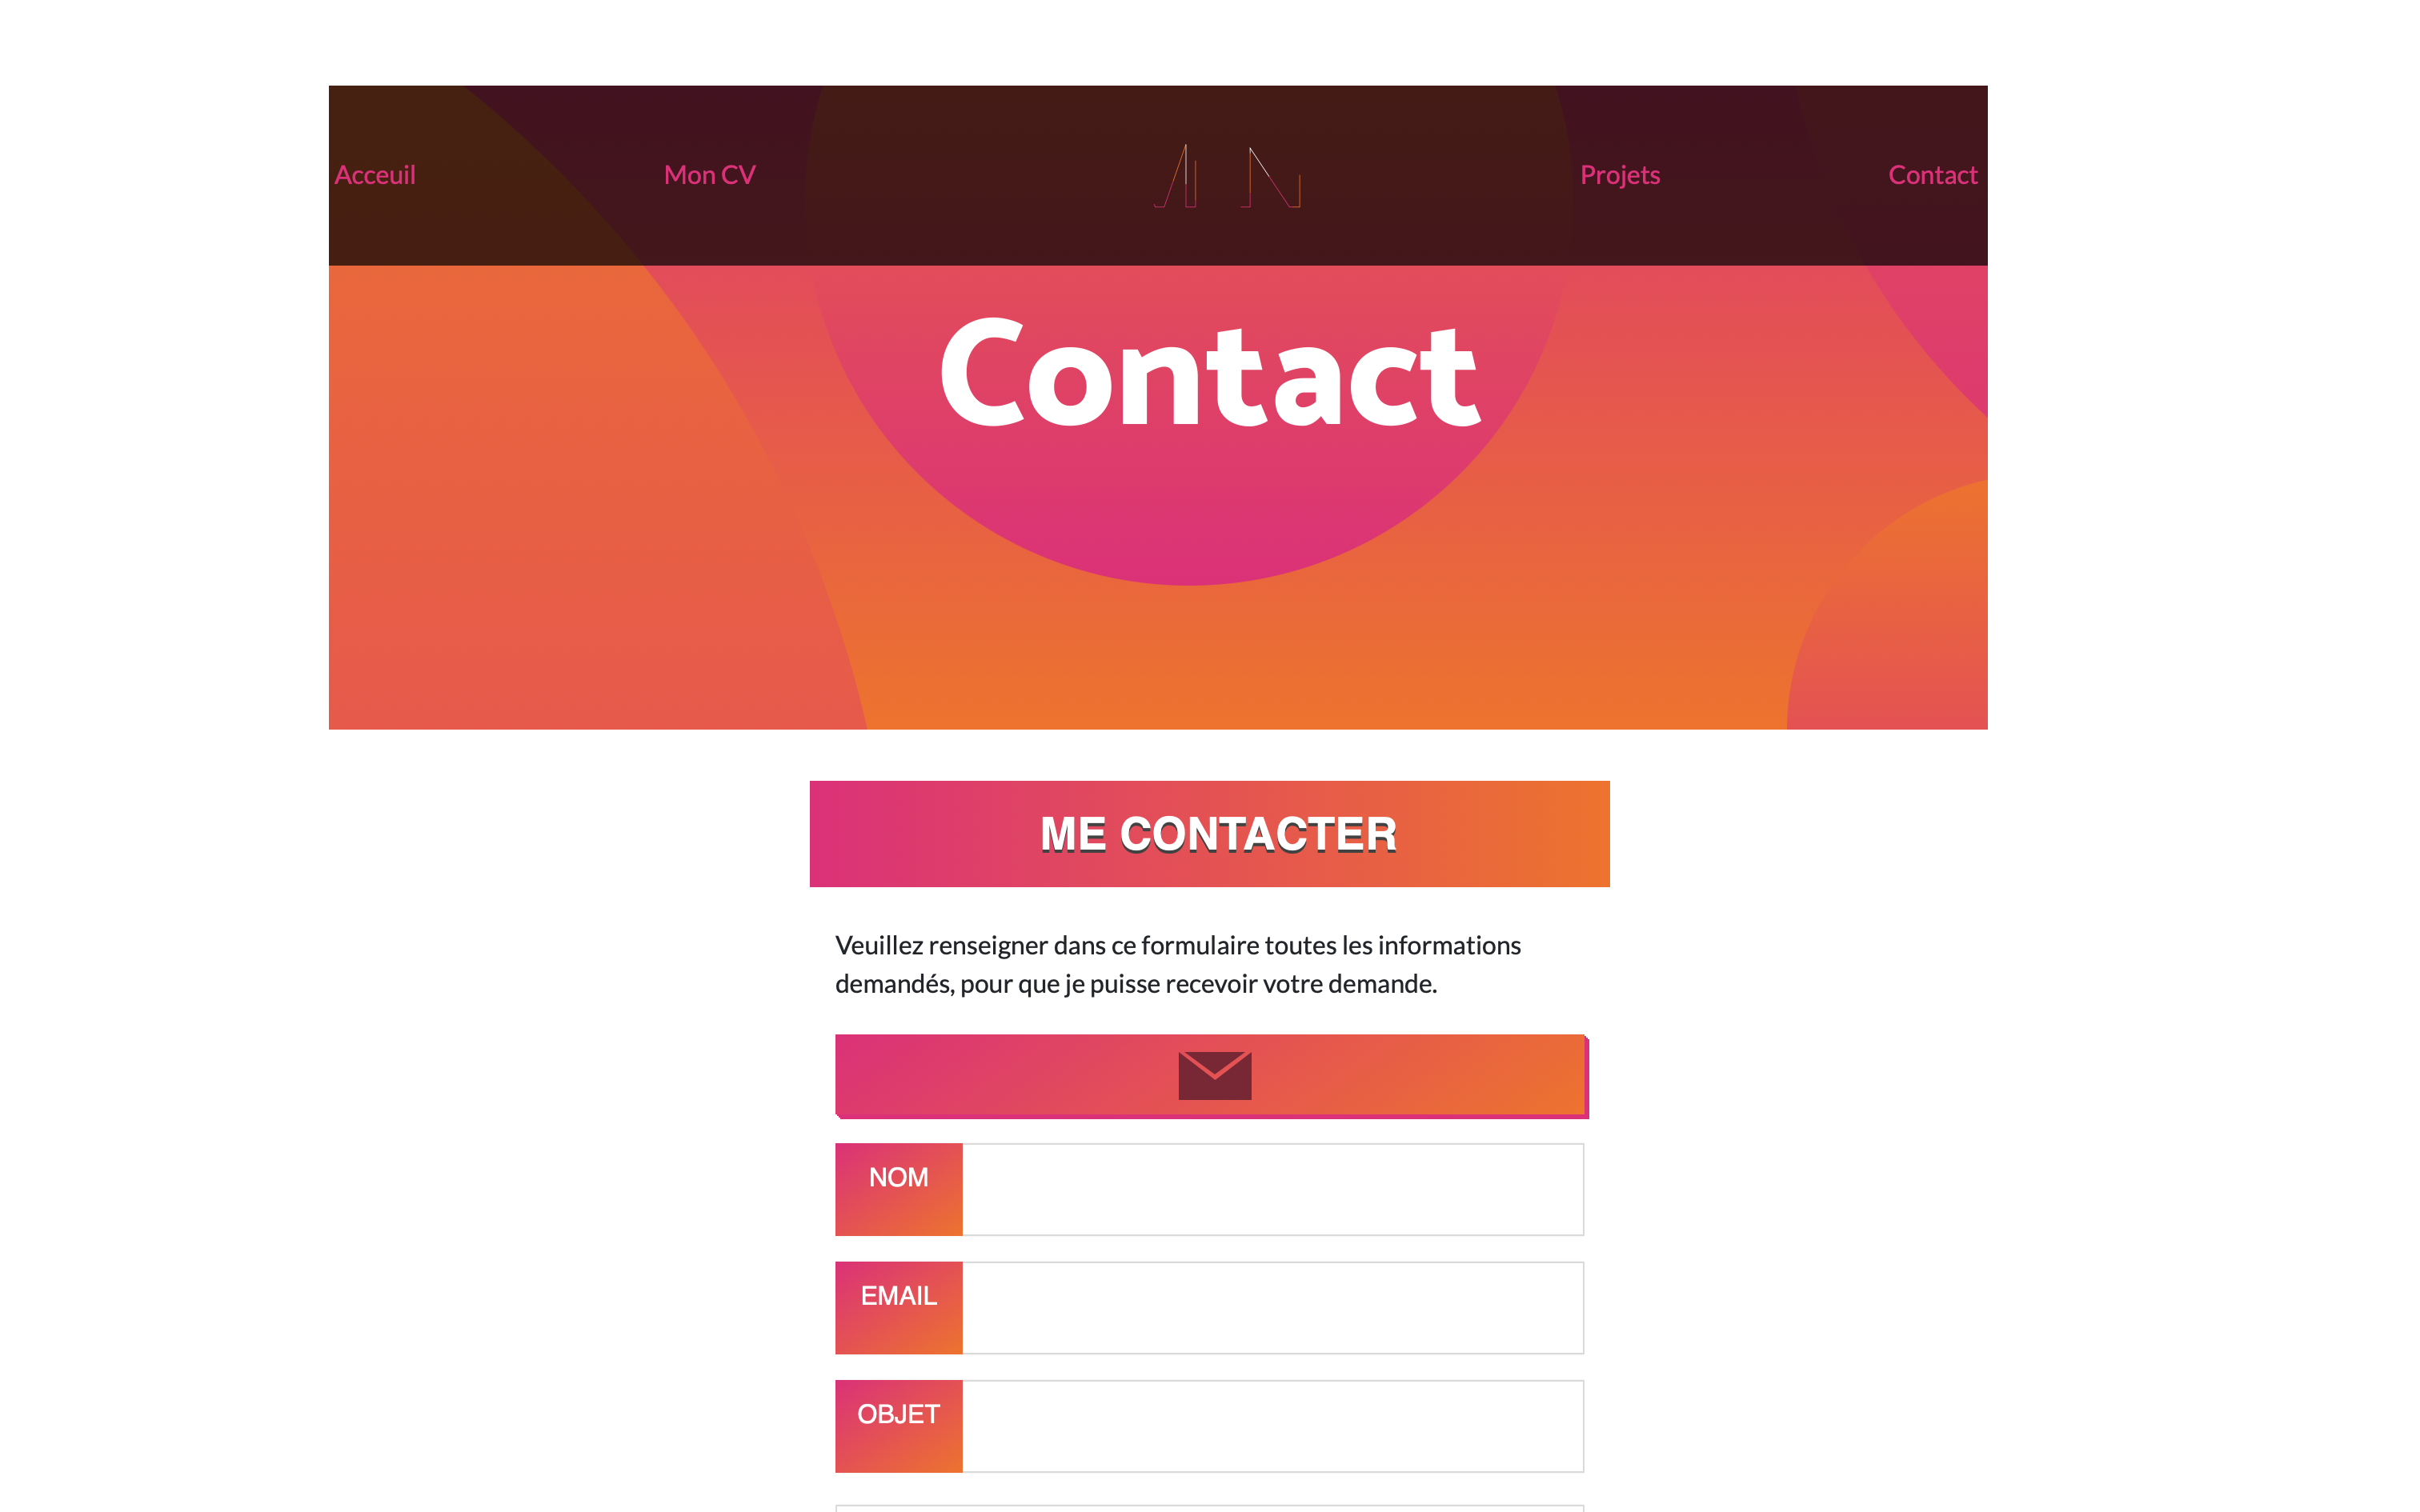 Acceuil Mon CV Projets Contact
Contact
ME CONTACTER
Veuillez renseigner dans ce formulaire toutes les informations
demandés, pour que je puisse recevoir votre demande.
NOM
EMAIL
OBJET